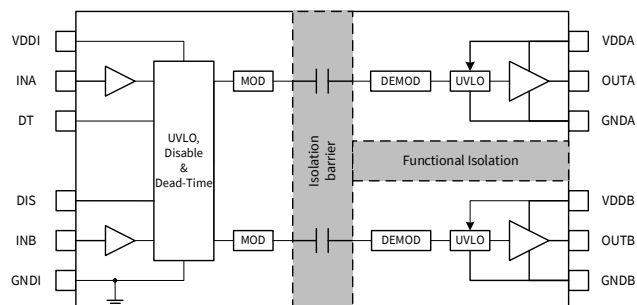 VDDI
INA
DT
DIS
INB
GNDI
UVLO,
Disable
&
Dead-Time
MOD
MOD
Isolation
barrier
DEMOD
UVLO
Functional Isolation
DEMOD
UVLO
VDDA
OUTA
GNDA
VDDB
OUTB
GNDB